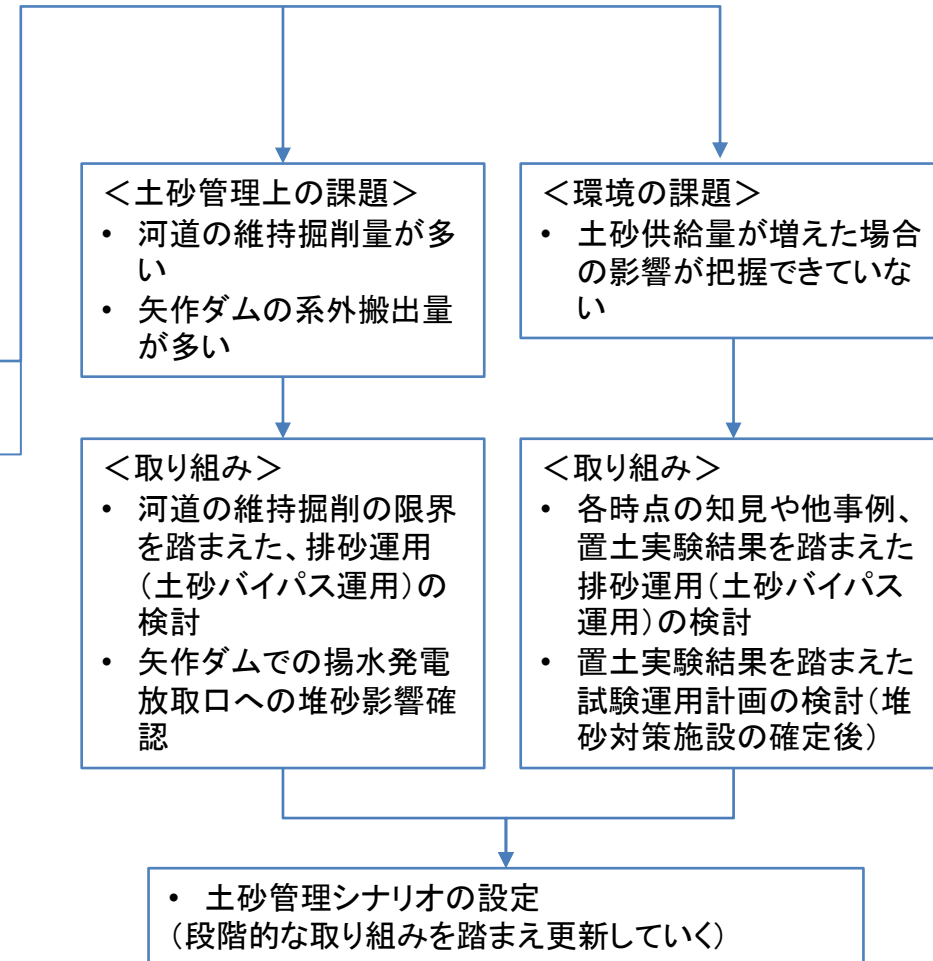 ＜土砂管理上の課題＞
• 河道の維持掘削量が多
い
• 矢作ダムの系外搬出量
が多い
＜環境の課題＞
• 土砂供給量が増えた場合
の影響が把握できていな
い
＜取り組み＞
• 河道の維持掘削の限界
を踏まえた、排砂運用
（土砂バイパス運用）の
検討
• 矢作ダムでの揚水発電
放取口への堆砂影響確
認
＜取り組み＞
• 各時点の知見や他事例、
置土実験結果を踏まえた
排砂運用（土砂バイパス
運用）の検討
• 置土実験結果を踏まえた
試験運用計画の検討（堆
砂対策施設の確定後）
• 土砂管理シナリオの設定
（段階的な取り組みを踏まえ更新していく）